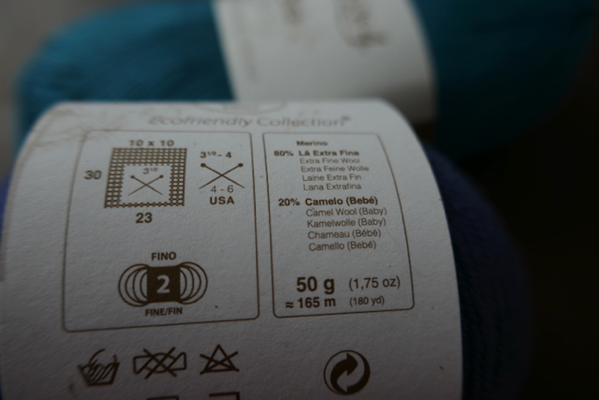 Ecofriendly Collection®
10 x 10
30
3½
23
3½ - 4
4 - 6
USA
FINO
2
FINE/FIN
Merino
80% Lã Extra Fina
Extra Fine Wool
Extra Feine Wolle
Laine Extra Fin
Lana Extrafina
20% Camelo (Bebé)
Camel Wool (Baby)
Kamelwolle (Baby)
Chameau (Bébé)
Camello (Bebé)
50 g (1,75 oz)
≈ 165 m (180 yd)